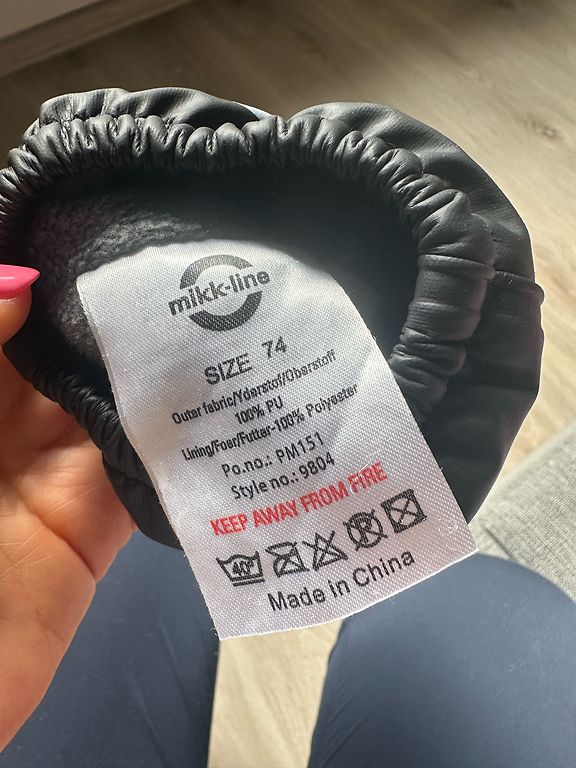 mikk-line
SIZE 74
Outer fabric/Yderstof/Oberstoff
100% PU
Lining/Foer/Futter-100% Polyester
Po.no.: PM151
Style no.: 9804
KEEP AWAY FROM FIRE
40° P
Made in China